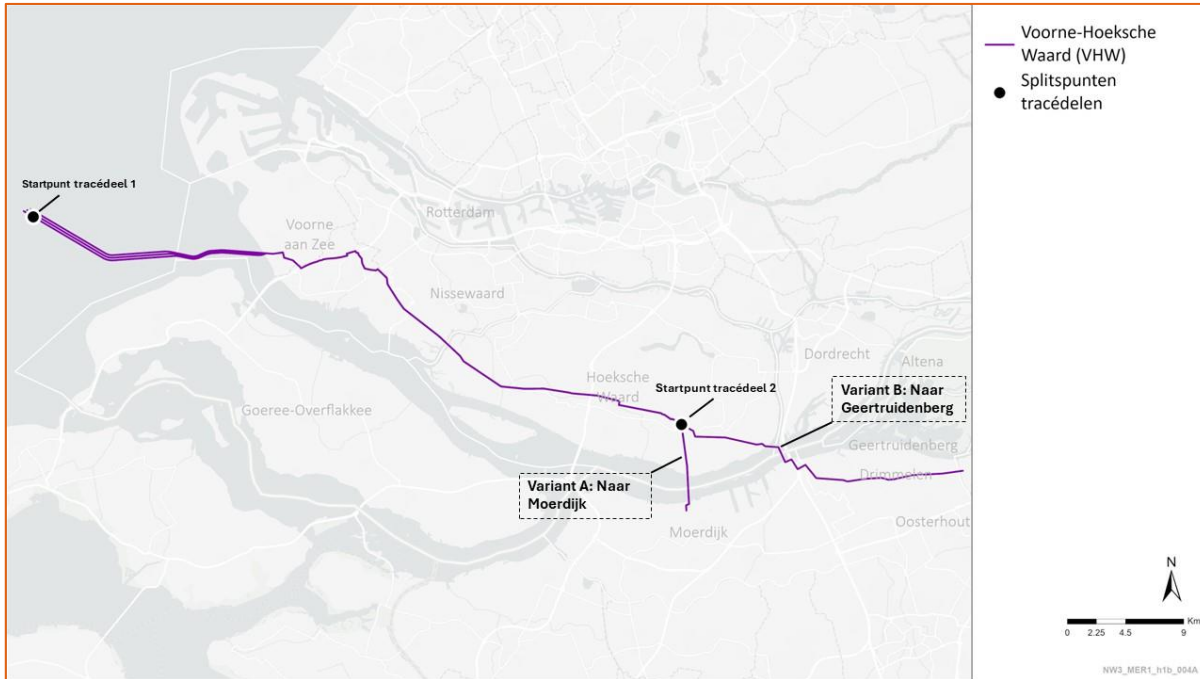 Startpunt tracédeel 1
Voorne
aan Zee
Rotterdam
Nissewaard
Goeree-Overflakkee
Hoeksche
Waard
Startpunt tracédeel 2
Dordrecht
Altena
Variant B: Naar
Geertruidenberg
Geertruidenberg
Drimmelen
Variant A: Naar
Moerdijk
Moerdijk
Oosterhout
Voorne-Hoeksche
Waard (VHW)
Splitspunten
tracédelen
N
Km
0 2.25 4.5 9
NW3_MER1_h1b_004A